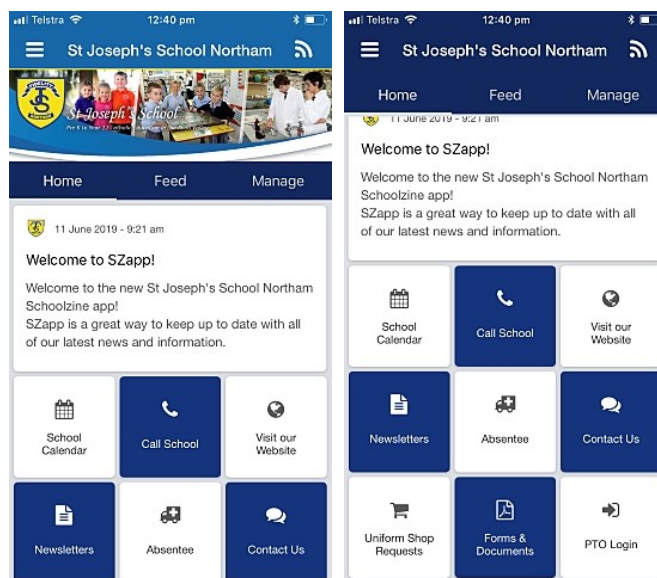 Telstra 12:40 pm
St Joseph's School Northam
St Joseph's School
Home Feed Manage
11 June 2019 - 9:21 am
Welcome to SZapp!
Welcome to the new St Joseph's School Northam
Schoolzine app!
SZapp is a great way to keep up to date with all
of our latest news and information.
School
Calendar
Call School
Visit our
Website
Newsletters
Absentee
Contact Us
Telstra 12:40 pm
St Joseph's School Northam
Home Feed Manage
11 June 2019 - 9:21 am
Welcome to SZapp!
Welcome to the new St Joseph's School Northam
Schoolzine app!
SZapp is a great way to keep up to date with all
of our latest news and information.
School
Calendar
Call School
Visit our
Website
Newsletters
Absentee
Contact Us
Uniform Shop
Requests
Forms &
Documents
PTO Login